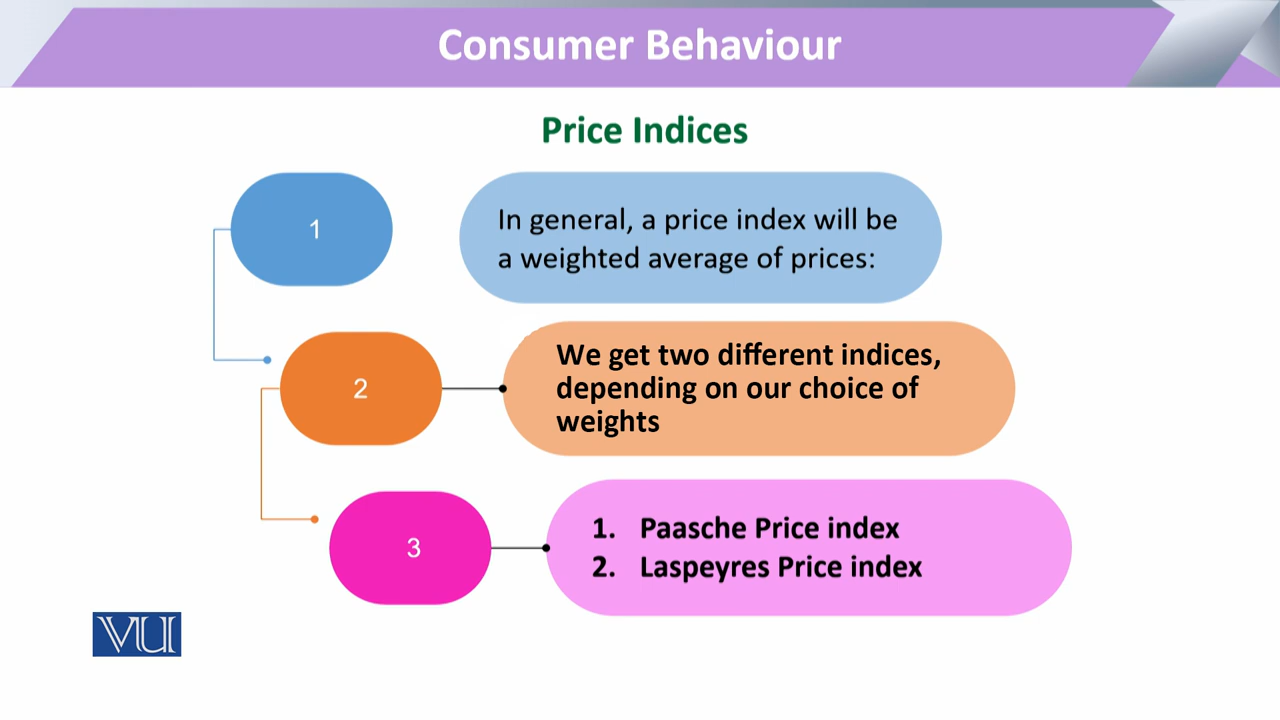 Consumer Behaviour
Price Indices
1
In general, a price index will be
a weighted average of prices:
2
We get two different indices,
depending on our choice of
weights
3
1. Paasche Price index
2. Laspeyres Price index
VU